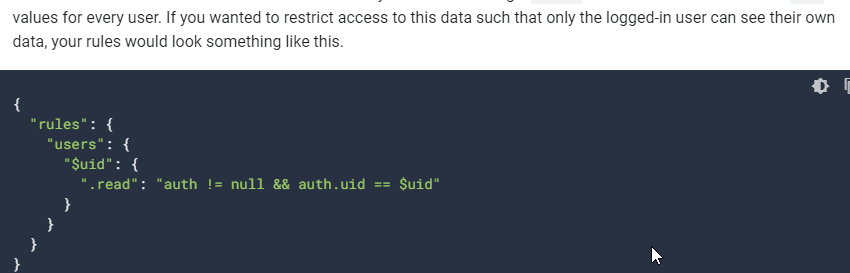 values for every user. If you wanted to restrict access to this data such that only the logged-in user can see their own
data, your rules would look something like this.
{
"rules": {
"users": {
"$uid": {
".read": "auth != null && auth.uid == $uid"
}
}
}
}